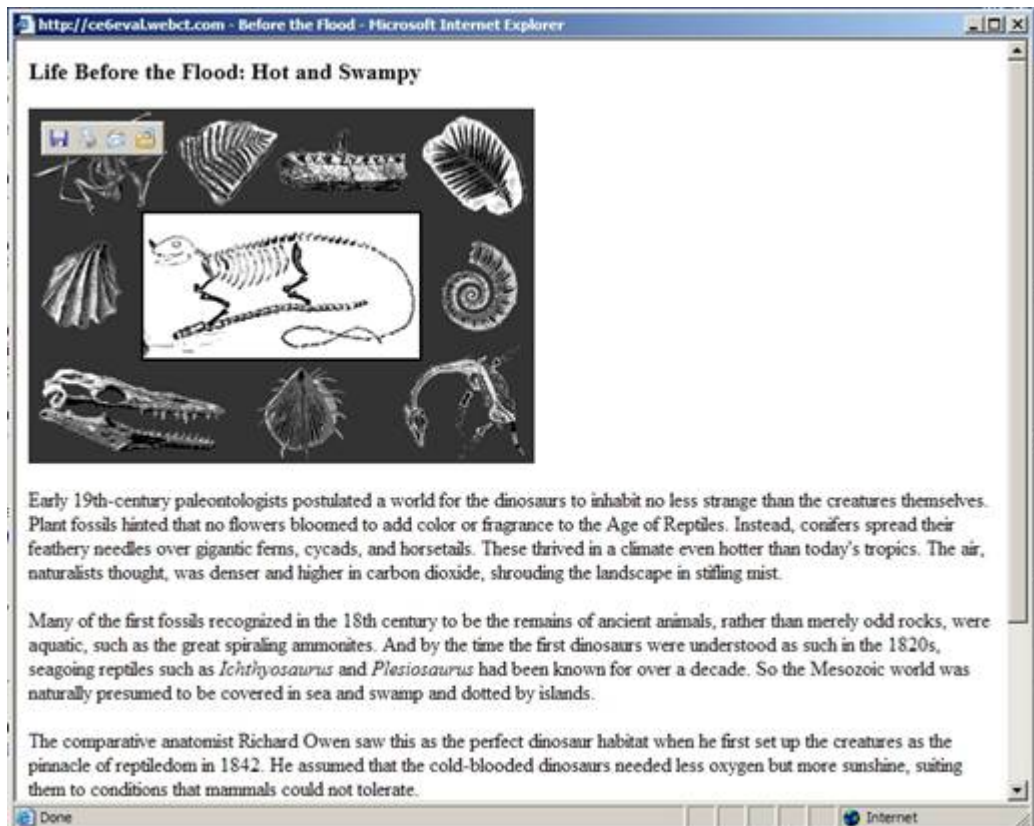 http://ce6eval.webct.com - Before the Flood - Microsoft Internet Explorer
Life Before the Flood: Hot and Swampy
Early 19th-century paleontologists postulated a world for the dinosaurs to inhabit no less strange than the creatures themselves.
Plant fossils hinted that no flowers bloomed to add color or fragrance to the Age of Reptiles. Instead, conifers spread their
feathery needles over gigantic ferns, cycads, and horsetails. These thrived in a climate even hotter than today's tropics. The air,
naturalists thought, was denser and higher in carbon dioxide, shrouding the landscape in stifling mist.
Many of the first fossils recognized in the 18th century to be the remains of ancient animals, rather than merely odd rocks, were
aquatic, such as the great spiraling ammonites. And by the time the first dinosaurs were understood as such in the 1820s,
seagoing reptiles such as Ichthyosaurus and Plesiosaurus had been known for over a decade. So the Mesozoic world was
naturally presumed to be covered in sea and swamp and dotted by islands.
The comparative anatomist Richard Owen saw this as the perfect dinosaur habitat when he first set up the creatures as the
pinnacle of reptiledom in 1842. He assumed that the cold-blooded dinosaurs needed less oxygen but more sunshine, suiting
them to conditions that mammals could not tolerate.
Done
Internet